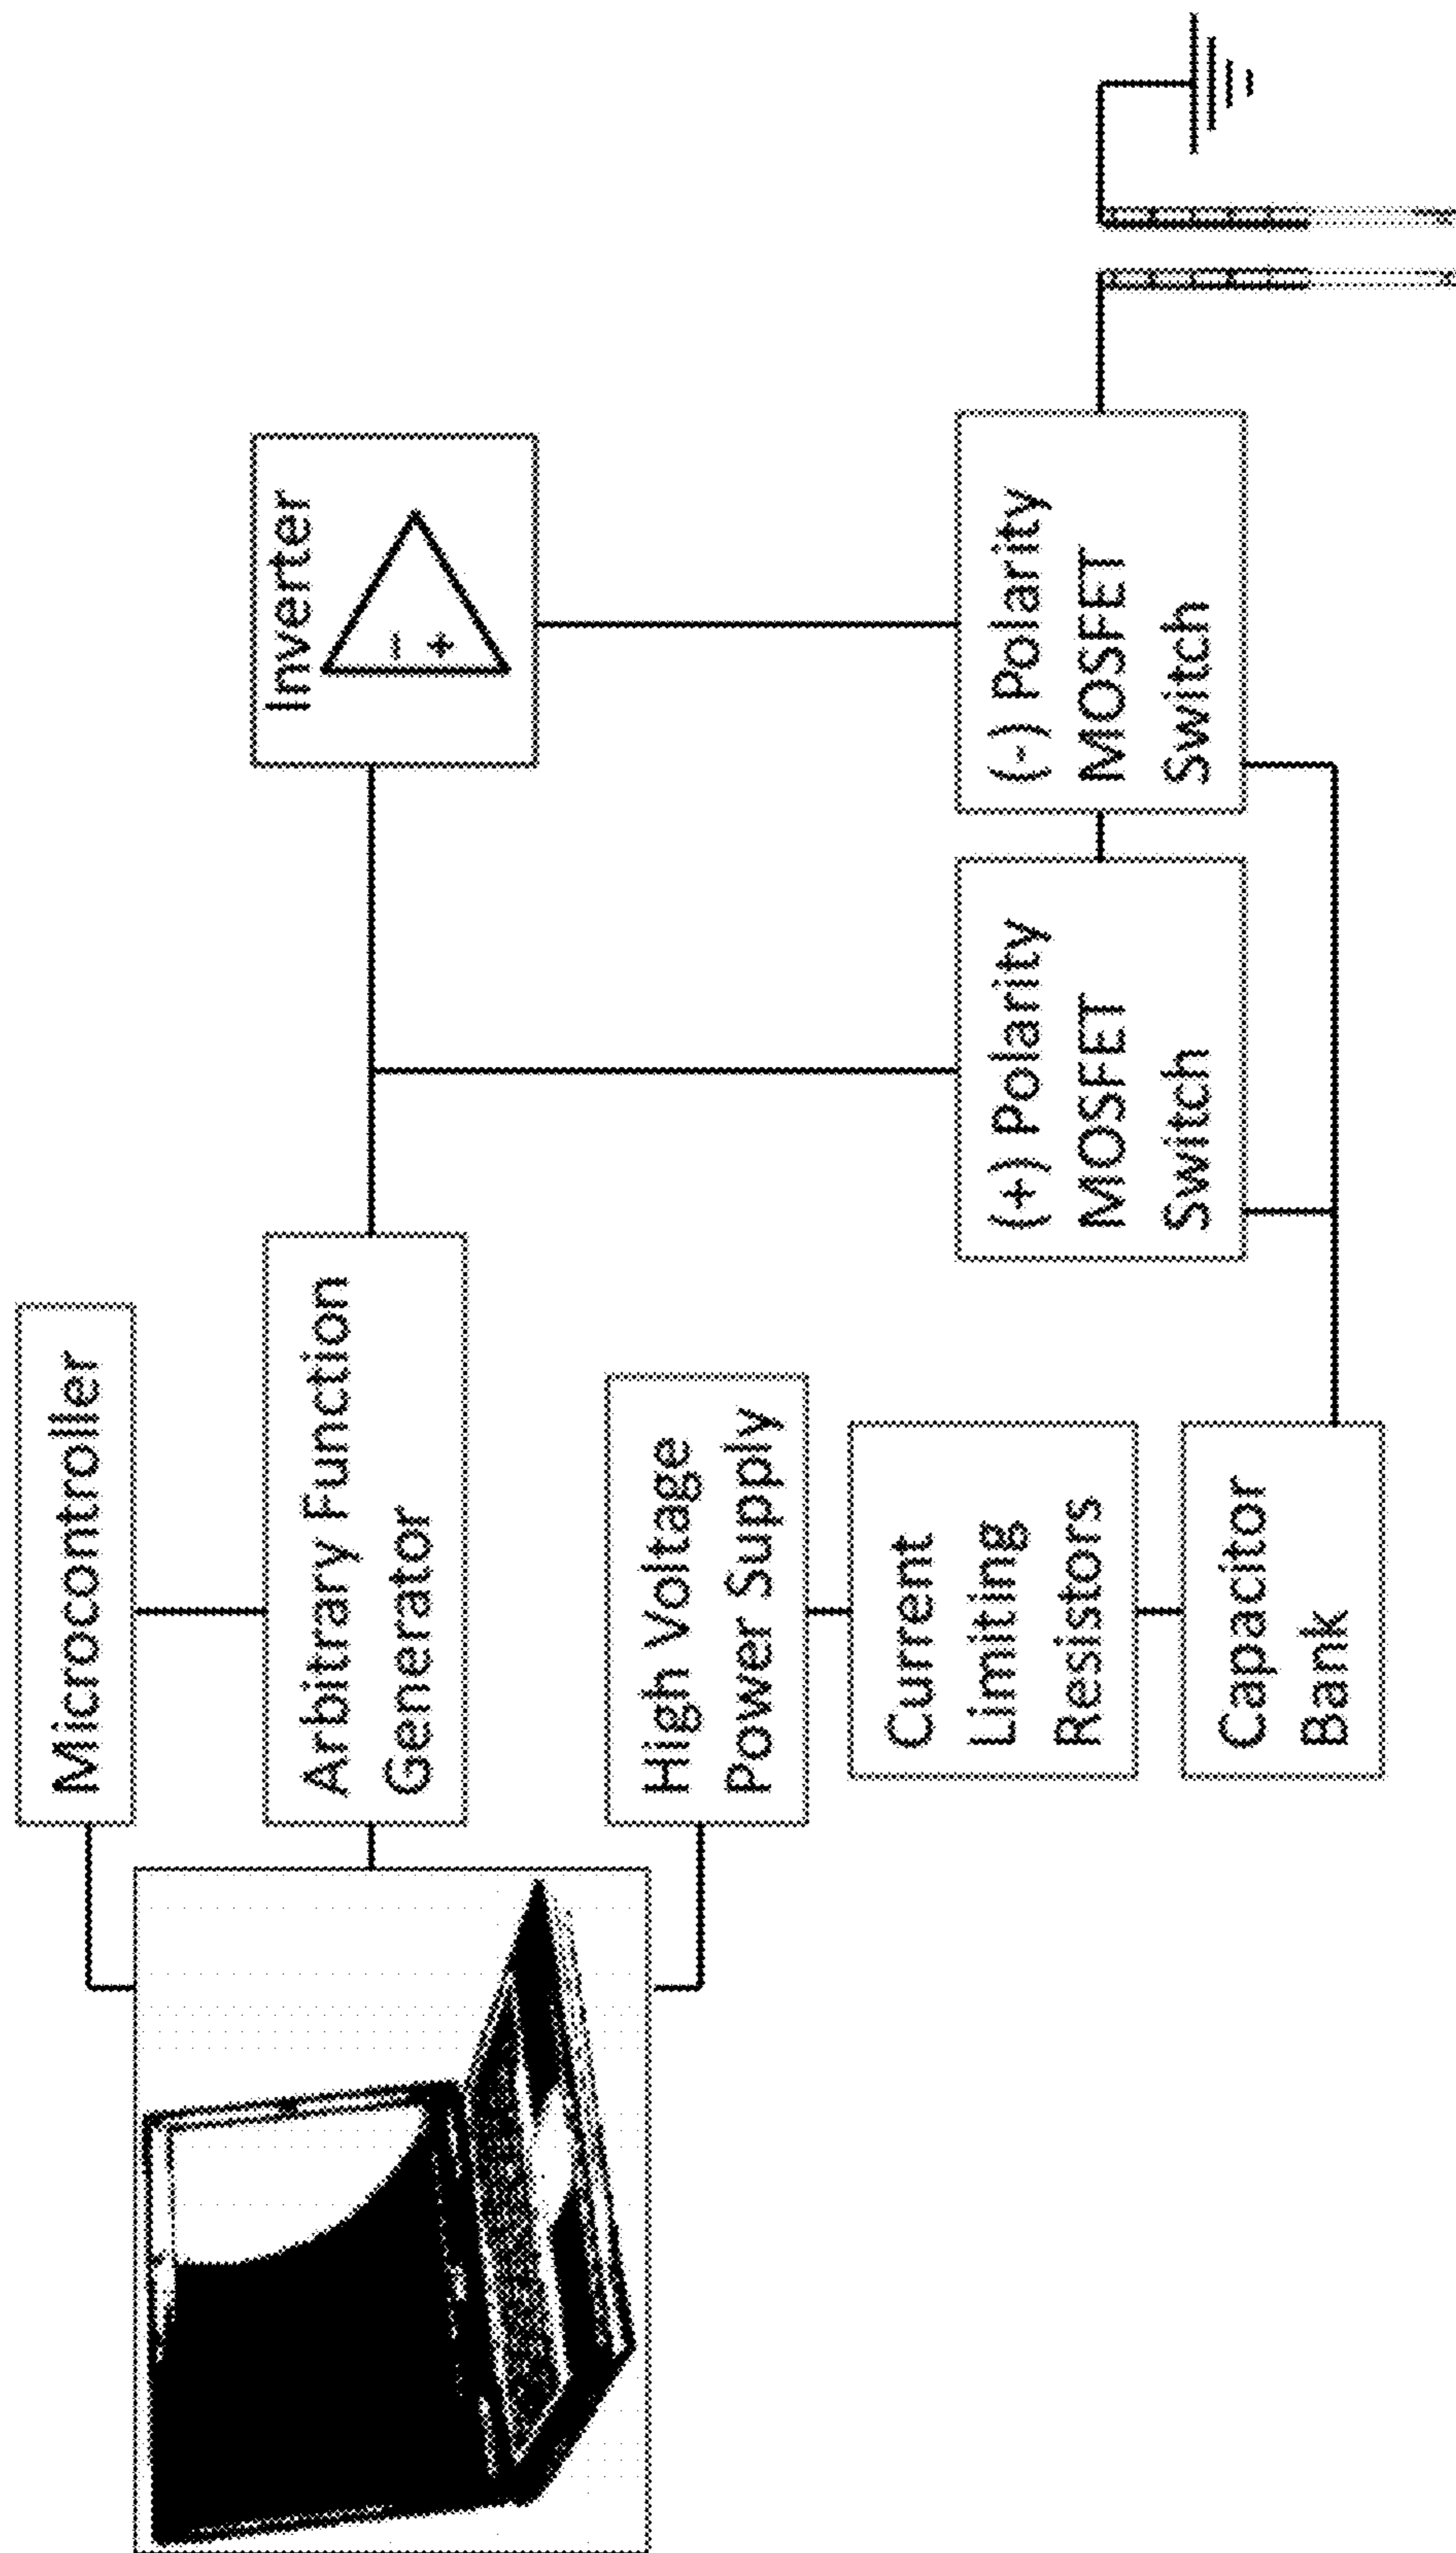 Microcontroller
Arbitrary Function
Generator
Inverter
-
+
High Voltage
Power Supply
Current
Limiting
Resistors
Capacitor
Bank
(+) Polarity
MOSFET
Switch
(-) Polarity
MOSFET
Switch